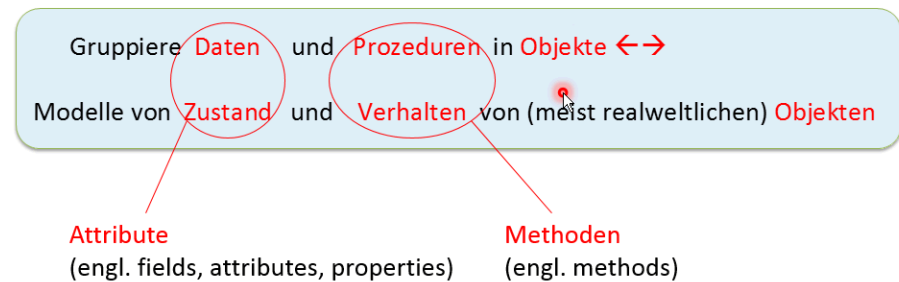 Gruppiere Daten und Prozeduren in Objekte ←→
Modelle von Zustand und Verhalten von (meist realweltlichen) Objekten
Attribute
(engl. fields, attributes, properties)
Methoden
(engl. methods)